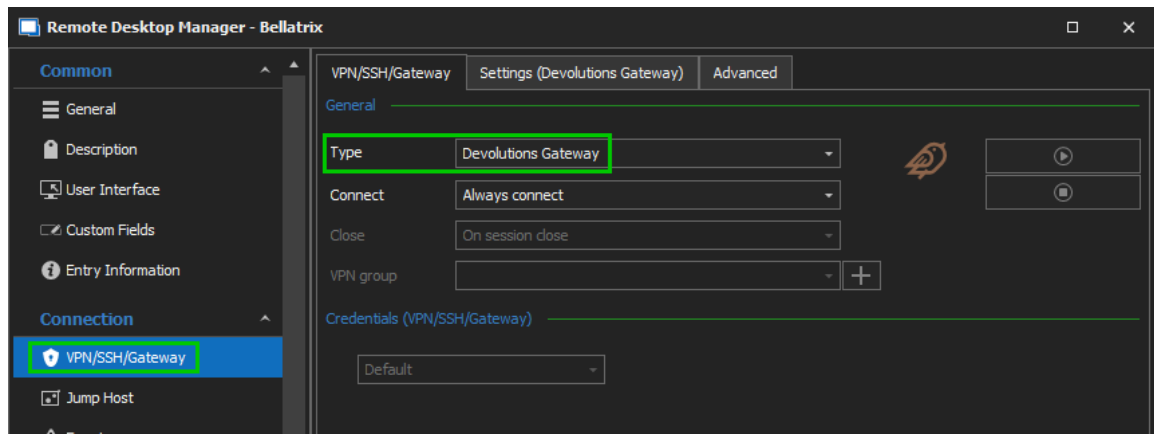 Remote Desktop Manager - Bellatrix
Common
General
Description
User Interface
Custom Fields
Entry Information
Connection
VPN/SSH/Gateway
Jump Host
VPN/SSH/Gateway
Settings (Devolutions Gateway)
Advanced
General
Type
Devolutions Gateway
Connect
Always connect
Close
On session close
VPN group
Credentials (VPN/SSH/Gateway)
Default